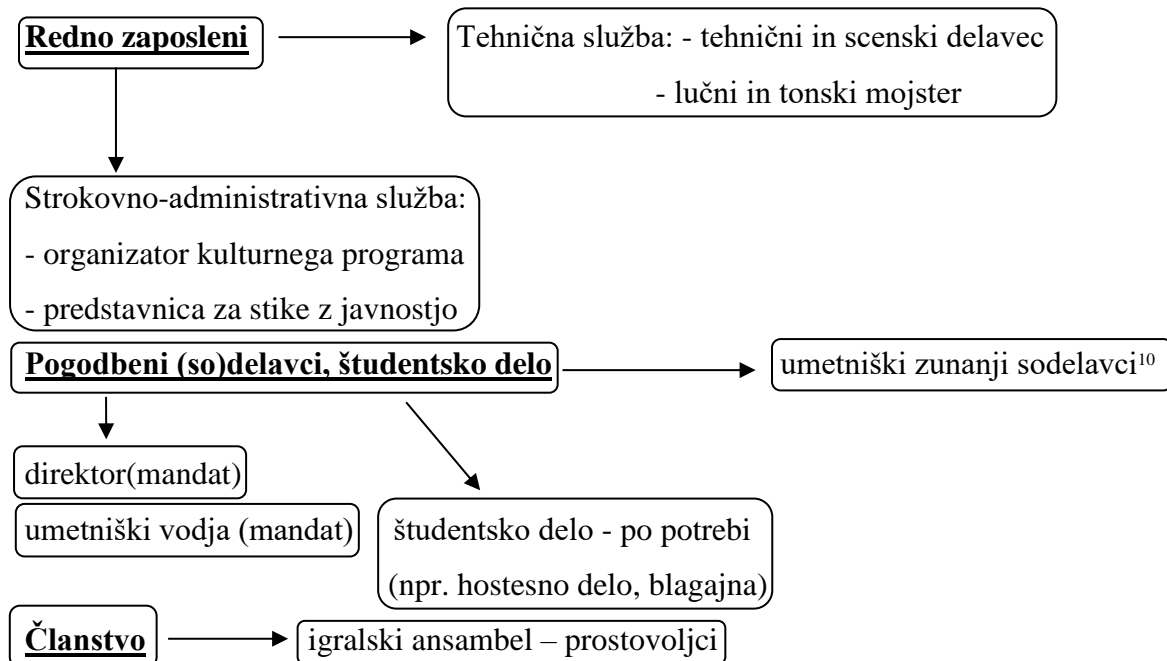 Redno zaposleni
Tehnična služba: - tehnični in scenski delavec
- lučni in tonski mojster
Strokovno-administrativna služba:
- organizator kulturnega programa
- predstavnica za stike z javnostjo
Pogodbeni (so)delavci, študentsko delo
umetniški zunanji sodelavci¹⁰
direktor(mandat)
umetniški vodja (mandat)
študentsko delo - po potrebi
(npr. hostesno delo, blagajna)
Članstvo
igralski ansambel – prostovoljci